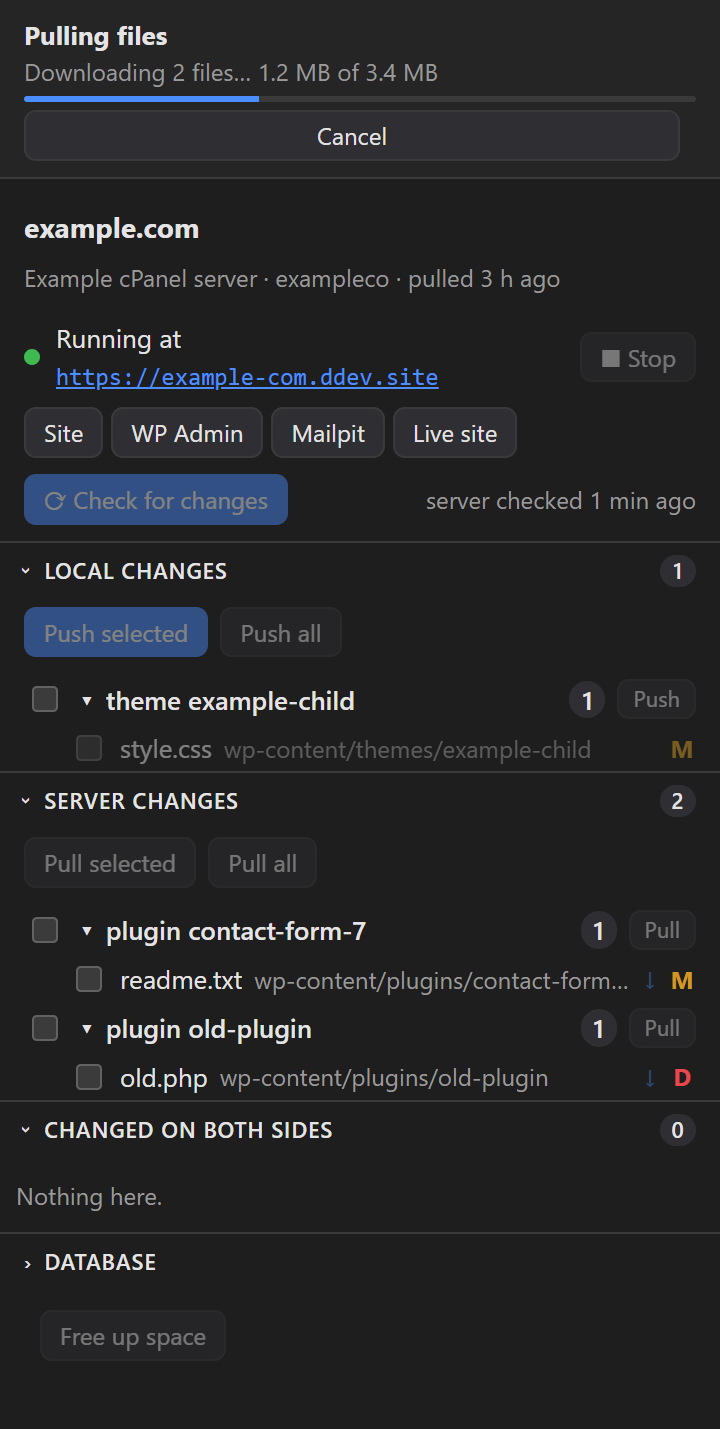 Pulling files
Downloading 2 files... 1.2 MB of 3.4 MB
Cancel
example.com
Example cPanel server · exampleco · pulled 3 h ago
Running at
https://example-com.ddev.site
Stop
Site WP Admin Mailpit Live site
Check for changes server checked 1 min ago
LOCAL CHANGES 1
Push selected Push all
theme example-child 1 Push
style.css wp-content/themes/example-child M
SERVER CHANGES 2
Pull selected Pull all
plugin contact-form-7 1 Pull
readme.txt wp-content/plugins/contact-form... ↓ M
plugin old-plugin 1 Pull
old.php wp-content/plugins/old-plugin ↓ D
CHANGED ON BOTH SIDES 0
Nothing here.
DATABASE
Free up space